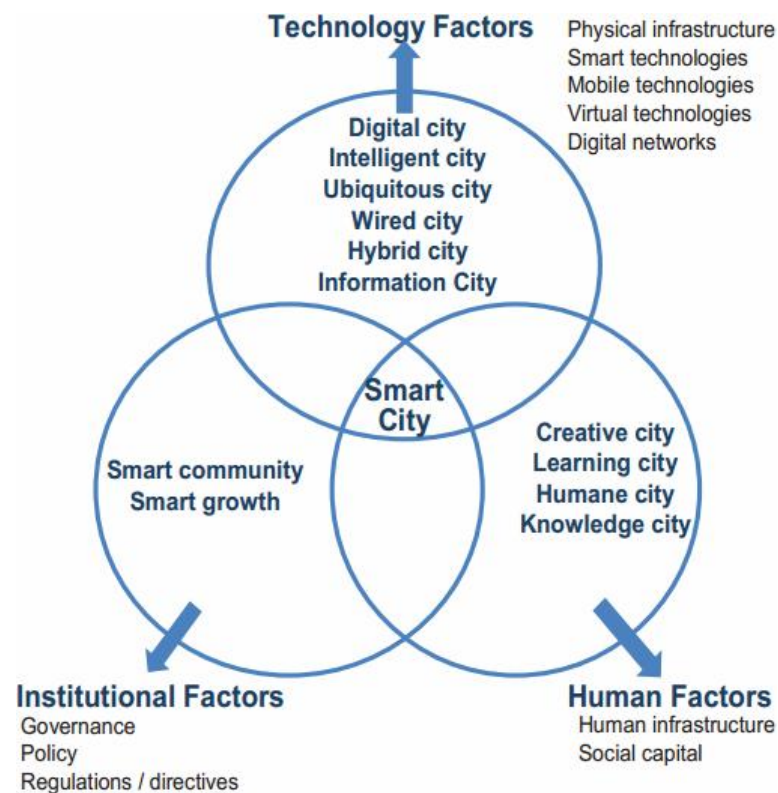 Technology Factors
Physical infrastructure
Smart technologies
Mobile technologies
Virtual technologies
Digital networks
Digital city
Intelligent city
Ubiquitous city
Wired city
Hybrid city
Information City
Smart
City
Smart community
Smart growth
Creative city
Learning city
Humane city
Knowledge city
Institutional Factors
Governance
Policy
Regulations / directives
Human Factors
Human infrastructure
Social capital